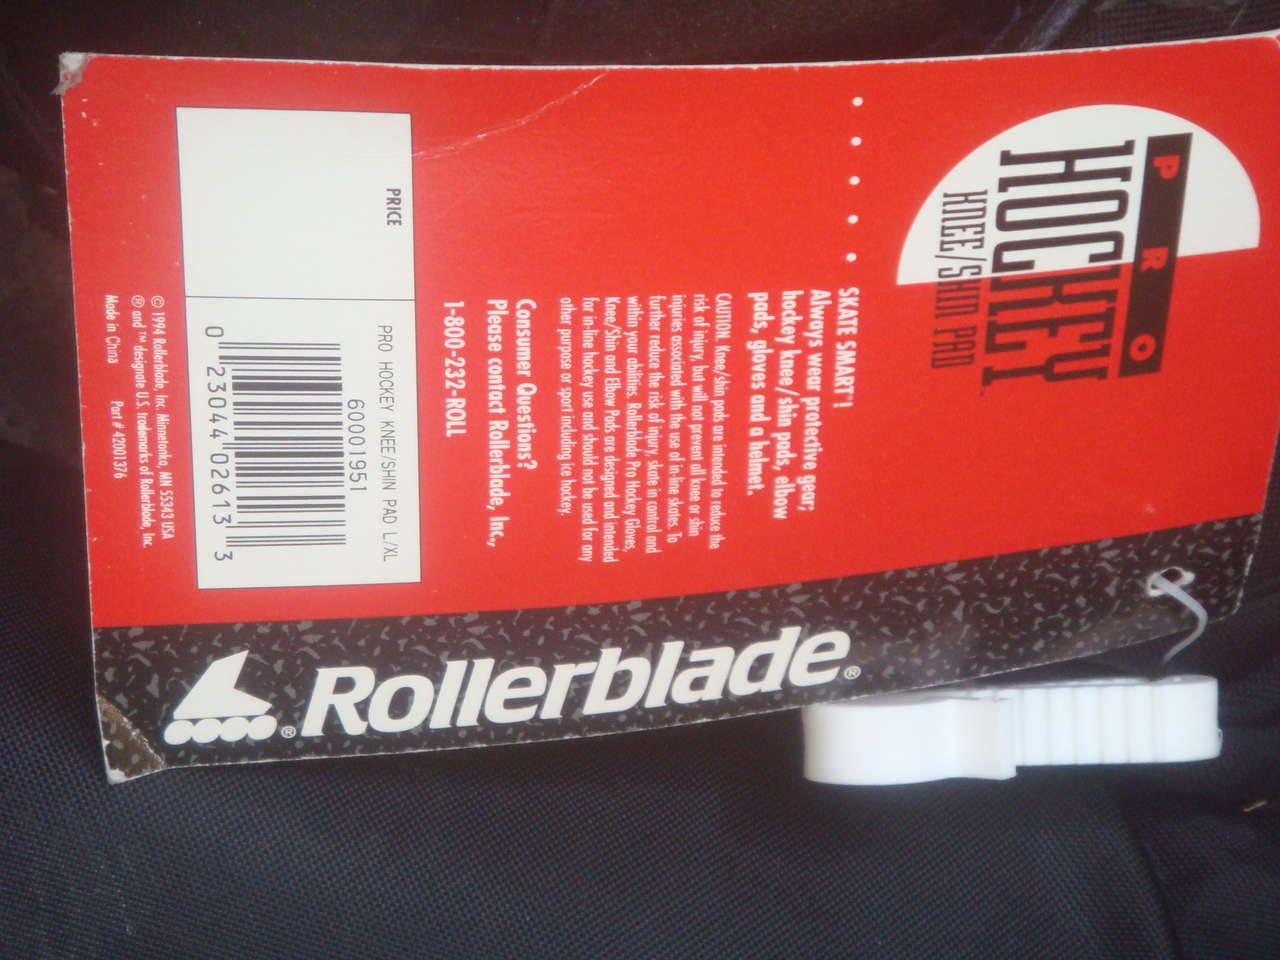 PRO
HOCKEY™
KNEE/SHIN PAD
SKATE SMART™!
Always wear protective gear;
hockey knee/shin pads, elbow
pads, gloves and a helmet.
CAUTION. Knee/shin pads are intended to reduce the
risk of injury, but will not prevent all knee or shin
injuries associated with the use of in-line skates. To
further reduce the risk of injury, skate in control and
within your abilities. Rollerblade Pro Hockey Gloves,
Knee/Shin and Elbow Pads are designed and intended
for in-line hockey use and should not be used for any
other purpose or sport including ice hockey.
Consumer Questions?
Please contact Rollerblade, Inc.,
1-800-232-ROLL
PRICE
PRO HOCKEY KNEE/SHIN PAD L/XL
60001951
0 23044 02613 3
© 1994 Rollerblade, Inc. Minnetonka, MN 55343 USA
® and ™ designate U.S. trademarks of Rollerblade, Inc.
Made in China Part # 42001376
® Rollerblade®